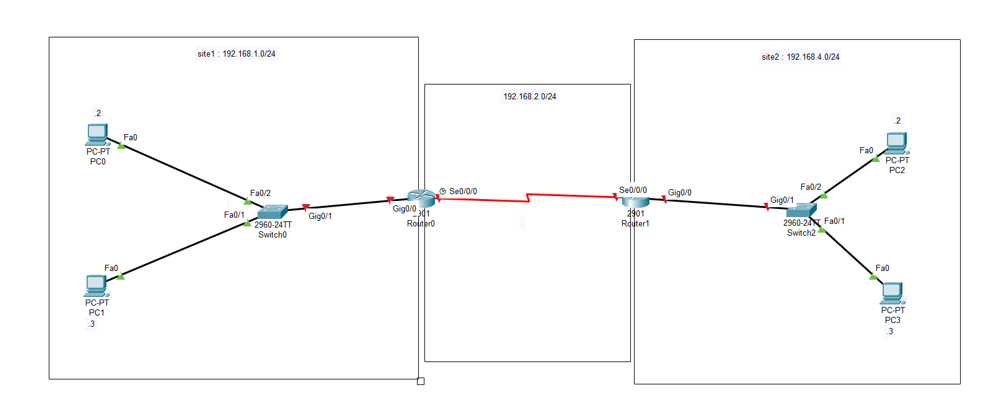 site1 : 192.168.1.0/24
site2 : 192.168.4.0/24
192.168.2.0/24
.2
Fa0
PC-PT
PC0
Fa0/2
Fa0/1
Gig0/1
2960-24TT
Switch0
Fa0
PC-PT
PC1
.3
Gig0/0
Se0/0/0
Router0
Se0/0/0
Gig0/0
2901
Router1
Gig0/1
Fa0/2
Fa0/1
2960-24TT
Switch2
.2
Fa0
PC-PT
PC2
Fa0
PC-PT
PC3
.3